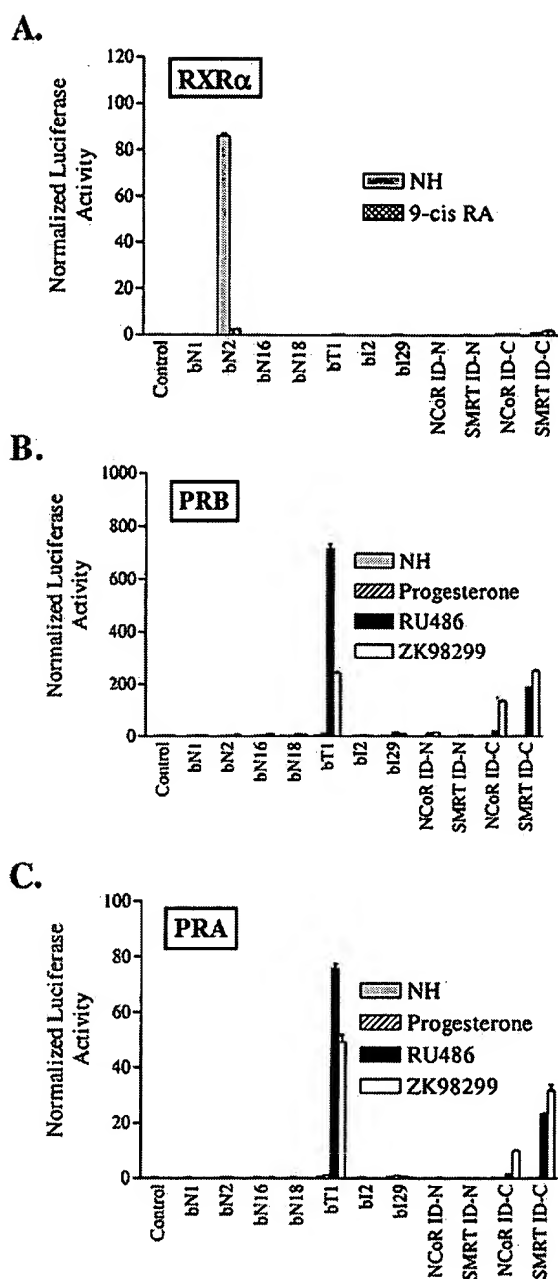 A.
RXRα
Normalized Luciferase
Activity
120
100
80
60
40
20
0
NH
9-cis RA
Control
bN1
bN2
bN16
bN18
bT1
bI2
bI29
NCoR ID-N
SMRT ID-N
NCoR ID-C
SMRT ID-C
B.
PRB
Normalized Luciferase
Activity
1000
800
600
400
200
0
NH
Progesterone
RU486
ZK98299
Control
bN1
bN2
bN16
bN18
bT1
bI2
bI29
NCoR ID-N
SMRT ID-N
NCoR ID-C
SMRT ID-C
C.
PRA
Normalized Luciferase
Activity
100
80
60
40
20
0
NH
Progesterone
RU486
ZK98299
Control
bN1
bN2
bN16
bN18
bT1
bI2
bI29
NCoR ID-N
SMRT ID-N
NCoR ID-C
SMRT ID-C